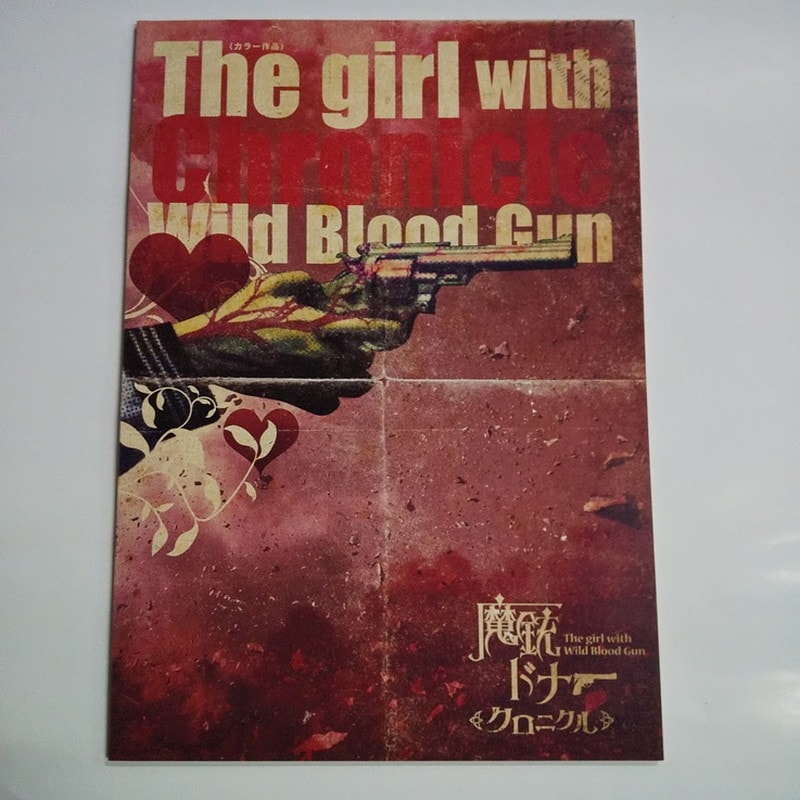 (カラー作品)
The girl with
Chronicle
Wild Blood Gun
魔銃
The girl with
Wild Blood Gun
ドナー
クロニクル